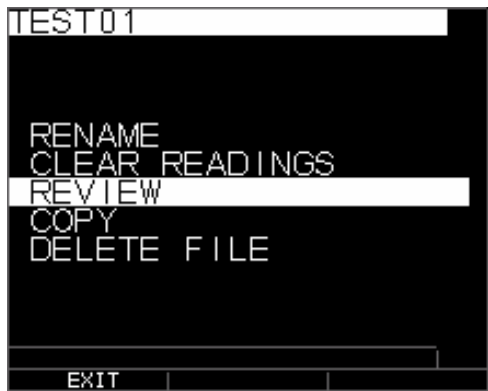 TEST01
RENAME
CLEAR READINGS
REVIEW
COPY
DELETE FILE
EXIT